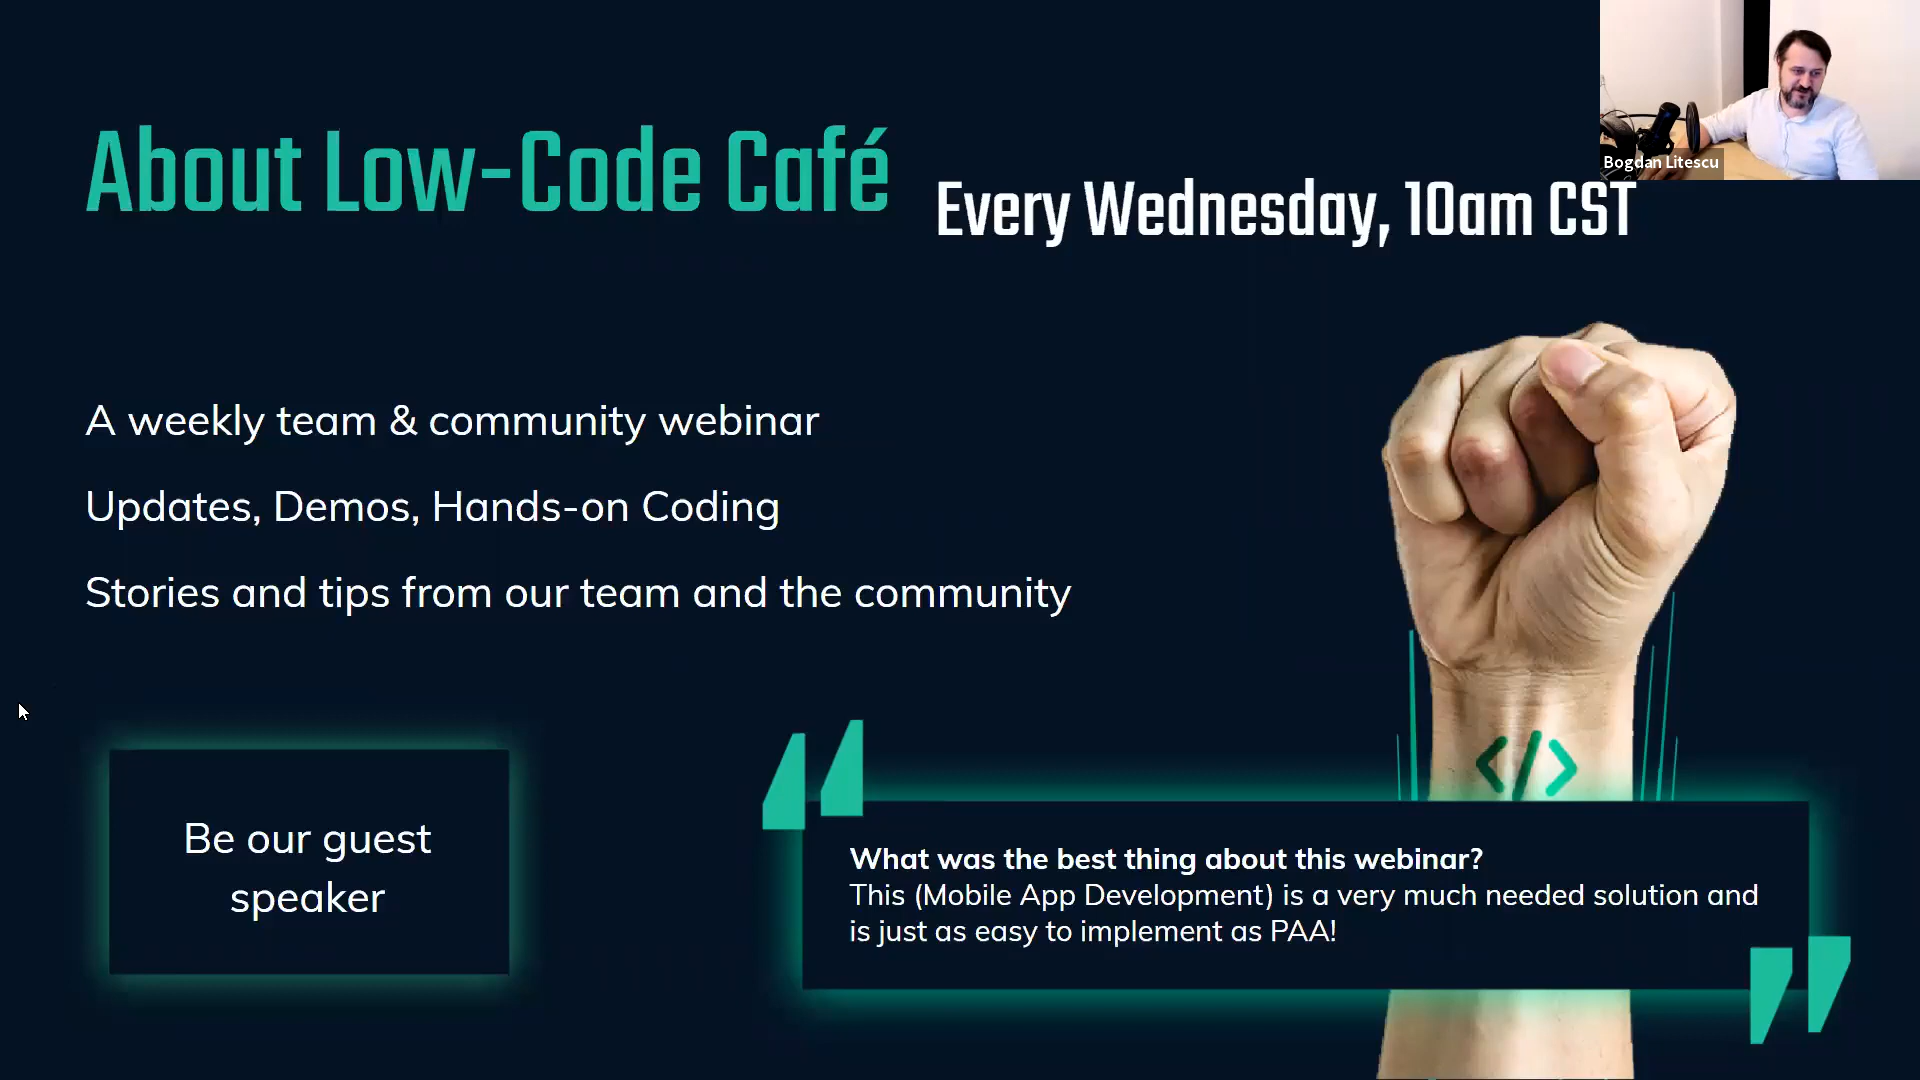 About Low-Code Café
Every Wednesday, 10am CST
Bogdan Litescu
A weekly team & community webinar
Updates, Demos, Hands-on Coding
Stories and tips from our team and the community
Be our guest
speaker
What was the best thing about this webinar?
This (Mobile App Development) is a very much needed solution and
is just as easy to implement as PAA!
</>